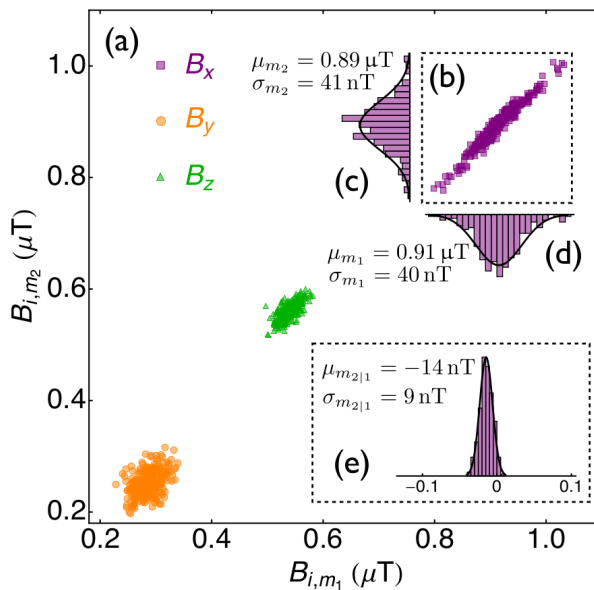 (a)
B_x
B_y
B_z
μ_{m_2} = 0.89 μT
σ_{m_2} = 41 nT
(b)
(c)
(d)
μ_{m_1} = 0.91 μT
σ_{m_1} = 40 nT
μ_{m_{2|1}} = −14 nT
σ_{m_{2|1}} = 9 nT
(e)
−0.1 0 0.1
1.0
0.8
0.6
0.4
0.2
B_{i,m_2} (μT)
0.2 0.4 0.6 0.8 1.0
B_{i,m_1} (μT)